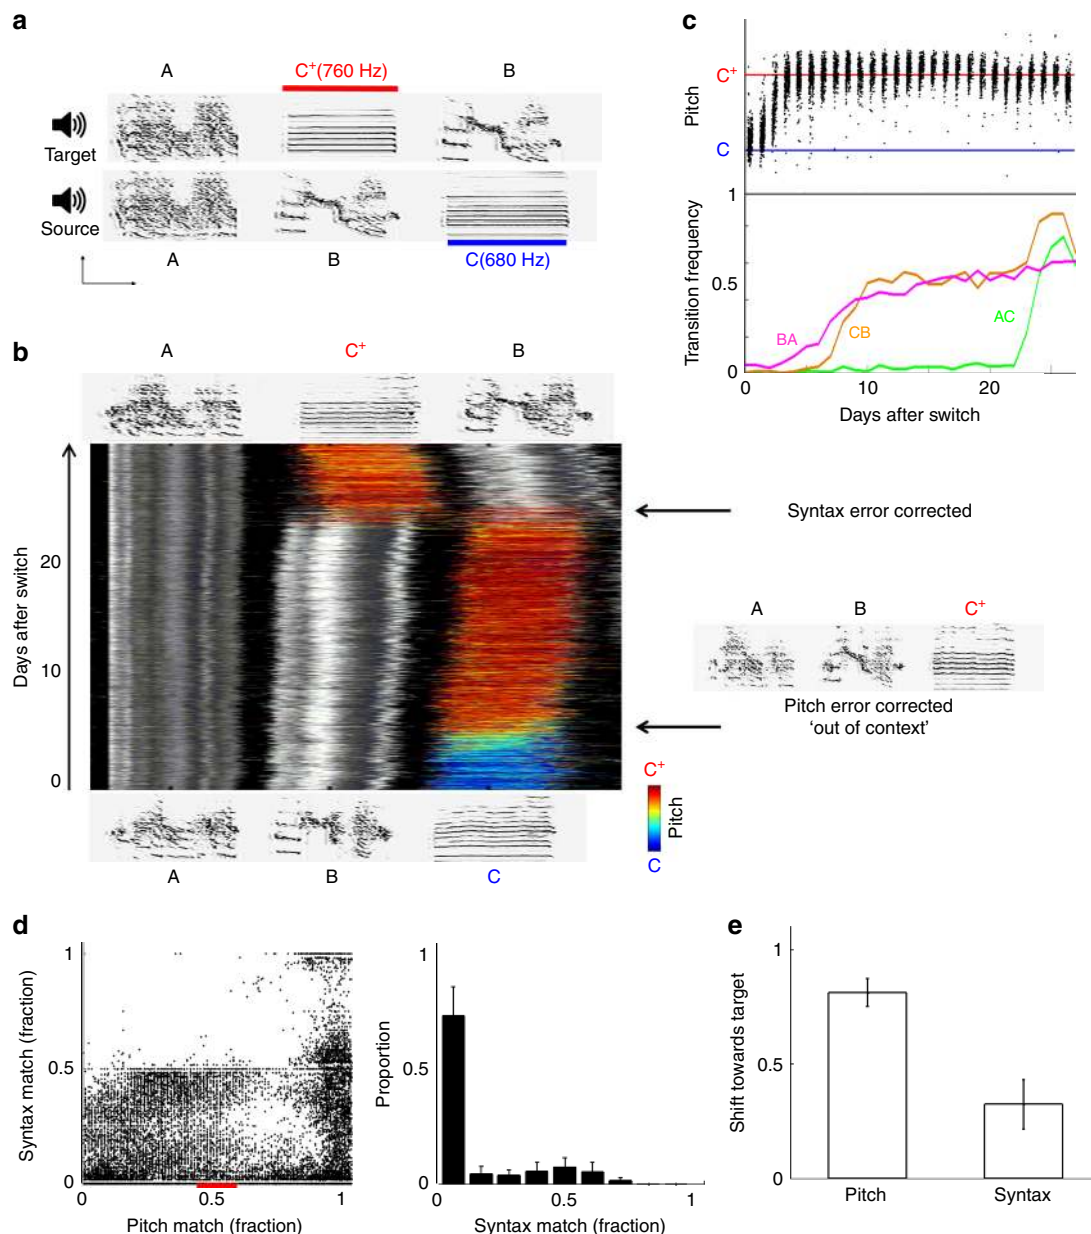 a
A
C+(760 Hz)
B
Target
Source
A
B
C(680 Hz)
b
A
C+
B
Days after switch
20
10
0
A
B
C
Syntax error corrected
A
B
C+
Pitch error corrected
'out of context'
C+
Pitch
C
c
Pitch
C+
C
Transition frequency
1
0.5
0
BA
CB
AC
0
10
20
Days after switch
d
Syntax match (fraction)
1
0.5
0
0
0.5
1
Pitch match (fraction)
Proportion
1
0.5
0
0
0.5
1
Syntax match (fraction)
e
Shift towards target
1
0.5
0
Pitch
Syntax